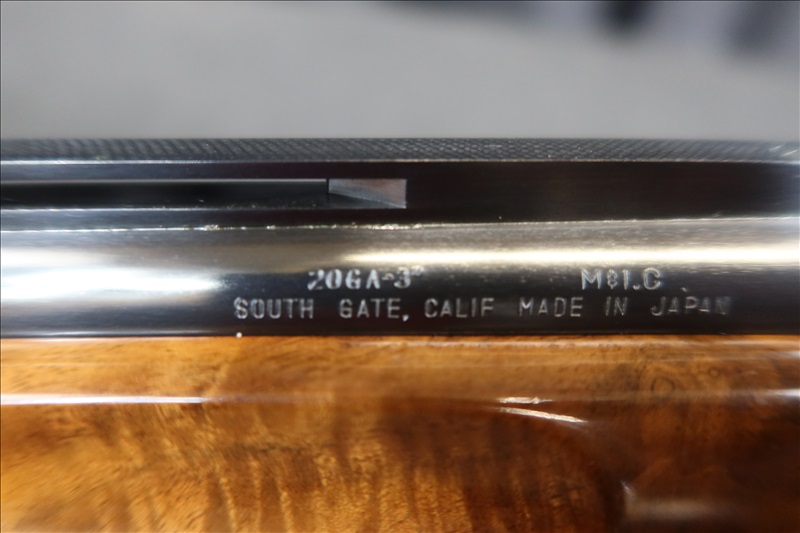 20GA-3" M&I.C
SOUTH GATE, CALIF MADE IN JAPAN